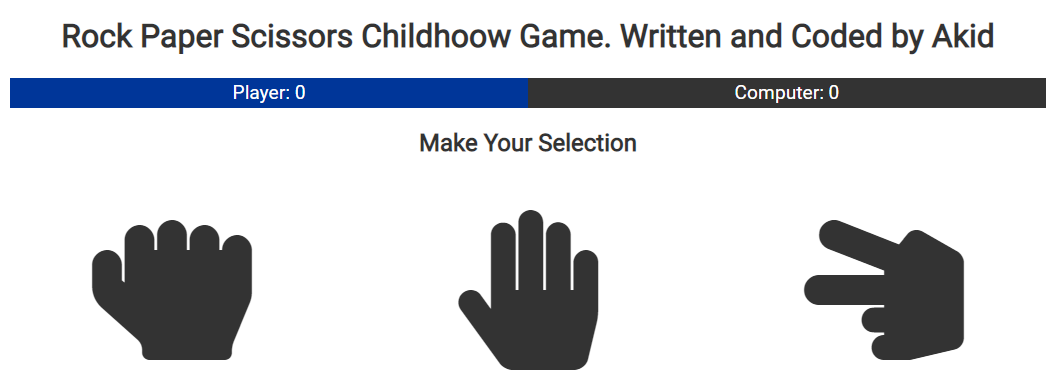 Rock Paper Scissors Childhoow Game. Written and Coded by Akid
Player: 0 Computer: 0
Make Your Selection